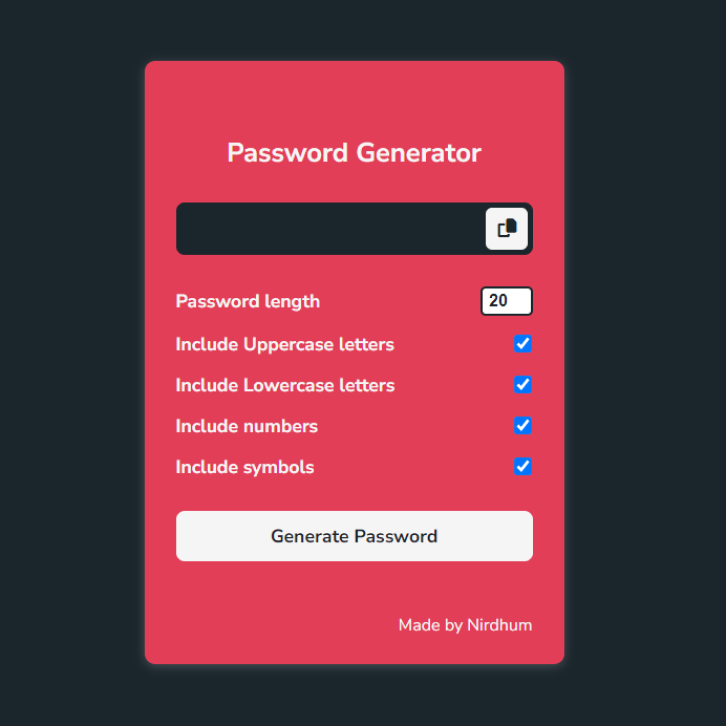 Password Generator
Password length 20
Include Uppercase letters
Include Lowercase letters
Include numbers
Include symbols
Generate Password
Made by Nirdhum